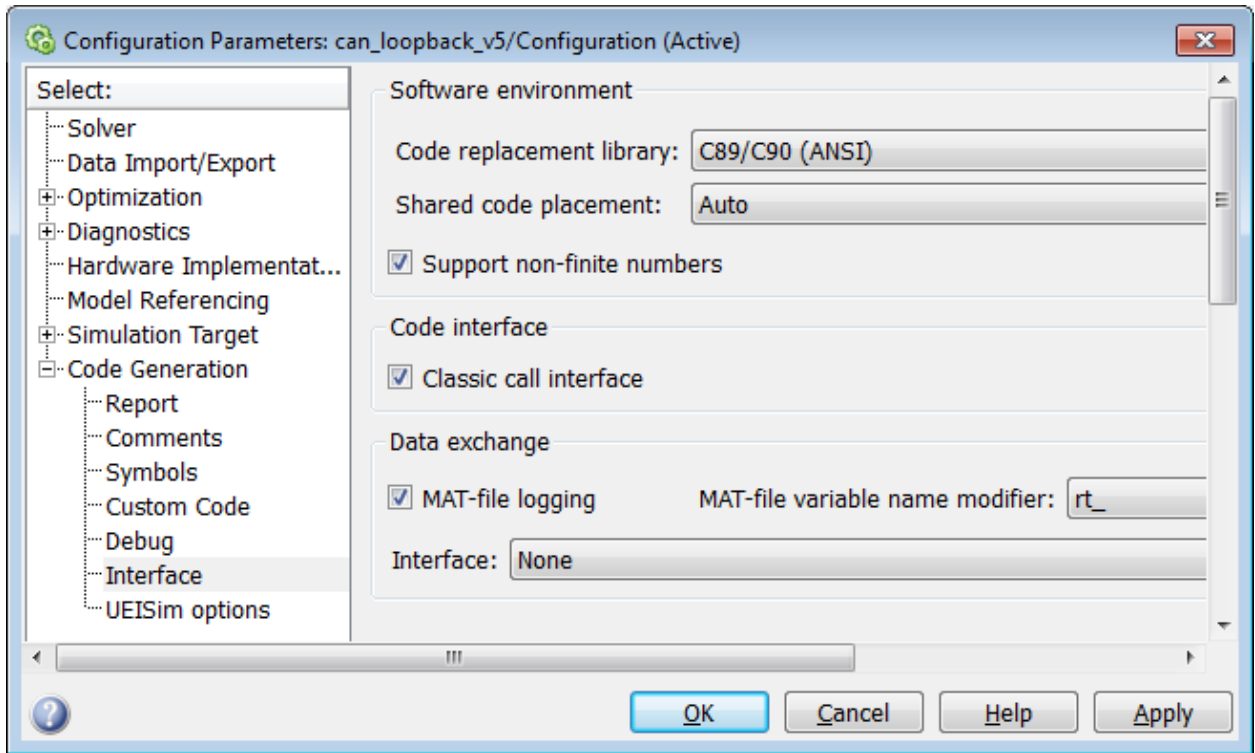 Configuration Parameters: can_loopback_v5/Configuration (Active)
Select:
Solver
Data Import/Export
Optimization
Diagnostics
Hardware Implementat...
Model Referencing
Simulation Target
Code Generation
Report
Comments
Symbols
Custom Code
Debug
Interface
UEISim options
Software environment
Code replacement library: C89/C90 (ANSI)
Shared code placement: Auto
Support non-finite numbers
Code interface
Classic call interface
Data exchange
MAT-file logging MAT-file variable name modifier: rt_
Interface: None
OK Cancel Help Apply